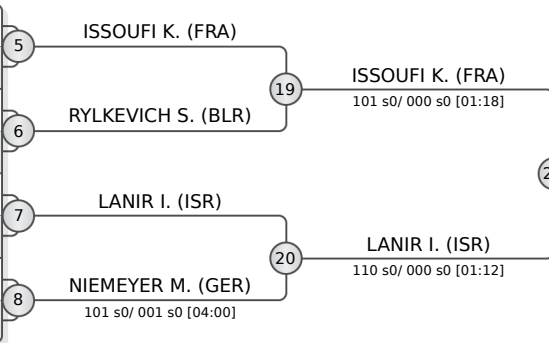 5
ISSOUFI K. (FRA)
19
ISSOUFI K. (FRA)
101 s0/ 000 s0 [01:18]
6
RYLKEVICH S. (BLR)
7
LANIR I. (ISR)
20
LANIR I. (ISR)
110 s0/ 000 s0 [01:12]
8
NIEMEYER M. (GER)
101 s0/ 001 s0 [04:00]